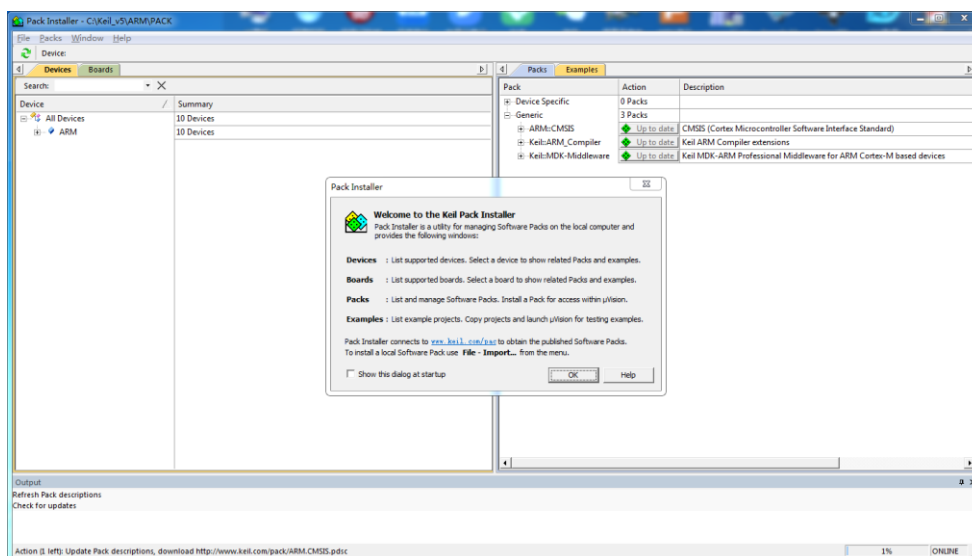 Pack Installer - C:\Keil_v5\ARM\PACK
File Packs Window Help
Device:
Devices Boards
Search:
Device / Summary
All Devices 10 Devices
ARM 10 Devices
Packs Examples
Pack Action Description
Device Specific 0 Packs
Generic 3 Packs
ARM::CMSIS Up to date CMSIS (Cortex Microcontroller Software Interface Standard)
Keil::ARM_Compiler Up to date Keil ARM Compiler extensions
Keil::MDK-Middleware Up to date Keil MDK-ARM Professional Middleware for ARM Cortex-M based devices
Pack Installer
Welcome to the Keil Pack Installer
Pack Installer is a utility for managing Software Packs on the local computer and
provides the following windows:
Devices : List supported devices. Select a device to show related Packs and examples.
Boards : List supported boards. Select a board to show related Packs and examples.
Packs : List and manage Software Packs. Install a Pack for access within µVision.
Examples : List example projects. Copy projects and launch µVision for testing examples.
Pack Installer connects to www.keil.com/pac to obtain the published Software Packs.
To install a local Software Pack use File - Import... from the menu.
Show this dialog at startup
OK Help
Output
Refresh Pack descriptions
Check for updates
Action (1 left): Update Pack descriptions, download http://www.keil.com/pack/ARM.CMSIS.pdsc
1% ONLINE